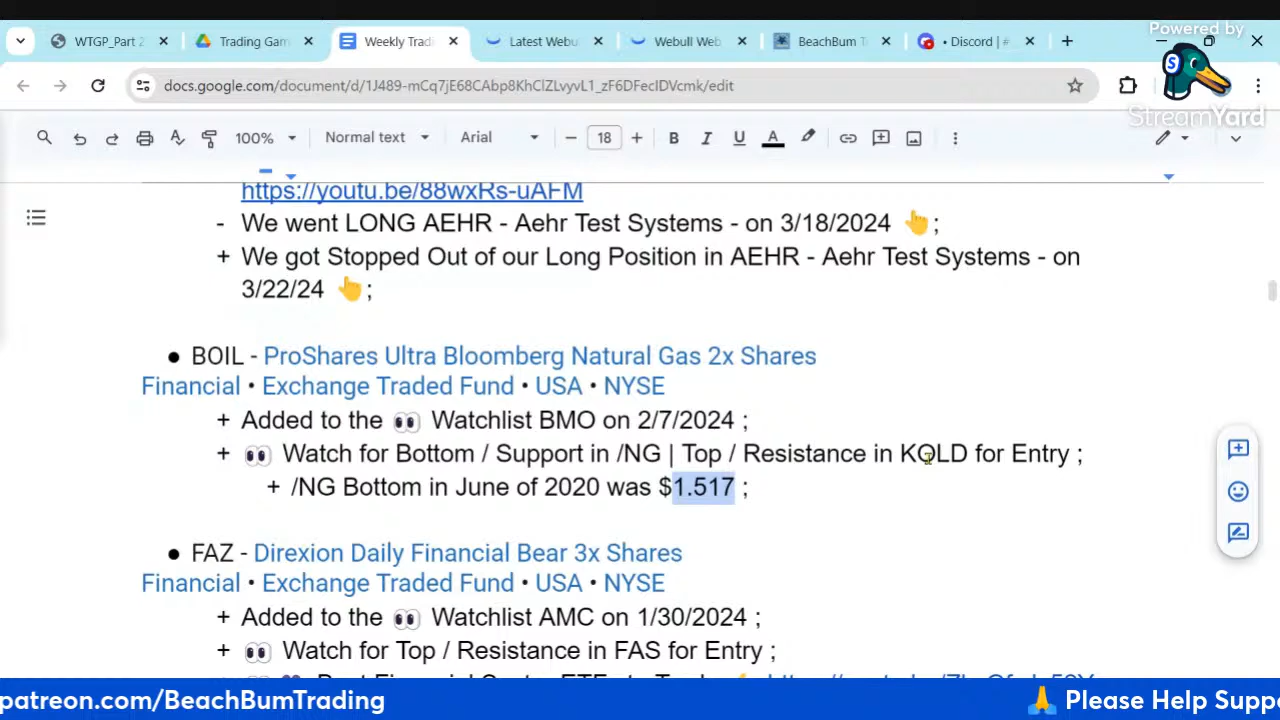 Powered by
StreamYard
WTGP_Part 2
Trading Gam
Weekly Tradi
Latest Webu
Webull Web
BeachBum T
• Discord | #
docs.google.com/document/d/1J489-mCq7jE6CAbp8KhClZLvyvL1_zF6DFecIDVcmk/edit
100%
Normal text
Arial
18
B I U A
https://youtu.be/88wxRs-uAFM
- We went LONG AEHR - Aehr Test Systems - on 3/18/2024 👆;
+ We got Stopped Out of our Long Position in AEHR - Aehr Test Systems - on
3/22/24 👆;
● BOIL - ProShares Ultra Bloomberg Natural Gas 2x Shares
Financial • Exchange Traded Fund • USA • NYSE
+ Added to the 👀 Watchlist BMO on 2/7/2024 ;
+ 👀 Watch for Bottom / Support in /NG | Top / Resistance in KOLD for Entry ;
+ /NG Bottom in June of 2020 was $1.517 ;
● FAZ - Direxion Daily Financial Bear 3x Shares
Financial • Exchange Traded Fund • USA • NYSE
+ Added to the 👀 Watchlist AMC on 1/30/2024 ;
+ 👀 Watch for Top / Resistance in FAS for Entry ;
patreon.com/BeachBumTrading
🙏 Please Help Suppo